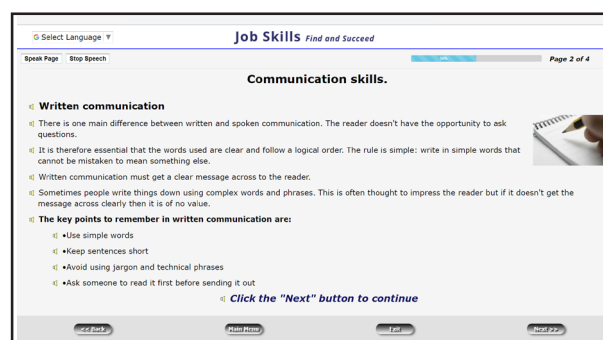 G Select Language ▼
Job Skills Find and Succeed
Speak Page Stop Speech
Page 2 of 4
Communication skills.
Written communication
There is one main difference between written and spoken communication. The reader doesn't have the opportunity to ask
questions.
It is therefore essential that the words used are clear and follow a logical order. The rule is simple: write in simple words that
cannot be mistaken to mean something else.
Written communication must get a clear message across to the reader.
Sometimes people write things down using complex words and phrases. This is often thought to impress the reader but if it doesn't get the
message across clearly then it is of no value.
The key points to remember in written communication are:
•Use simple words
•Keep sentences short
•Avoid using jargon and technical phrases
•Ask someone to read it first before sending it out
Click the "Next" button to continue
<< Back Main Menu Exit Next >>